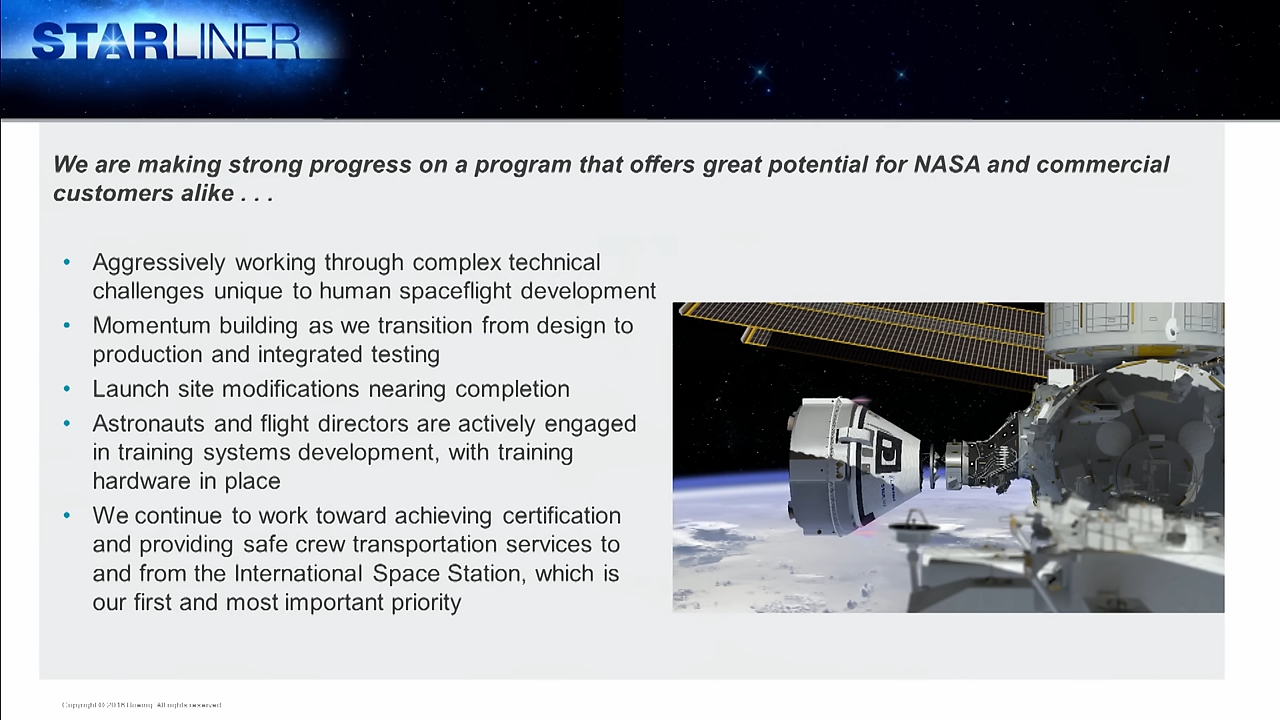 STARLINER
We are making strong progress on a program that offers great potential for NASA and commercial
customers alike . . .
• Aggressively working through complex technical
challenges unique to human spaceflight development
• Momentum building as we transition from design to
production and integrated testing
• Launch site modifications nearing completion
• Astronauts and flight directors are actively engaged
in training systems development, with training
hardware in place
• We continue to work toward achieving certification
and providing safe crew transportation services to
and from the International Space Station, which is
our first and most important priority
Copyright © 2016 Boeing. All rights reserved.